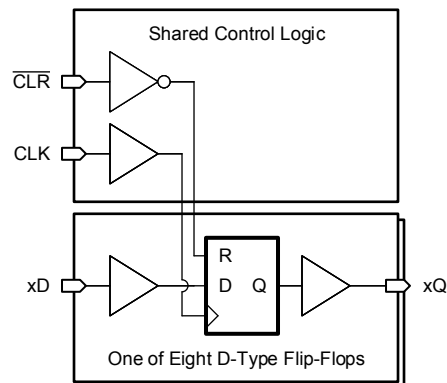 Shared Control Logic
CLR
CLK
R
xD
D Q
xQ
One of Eight D-Type Flip-Flops